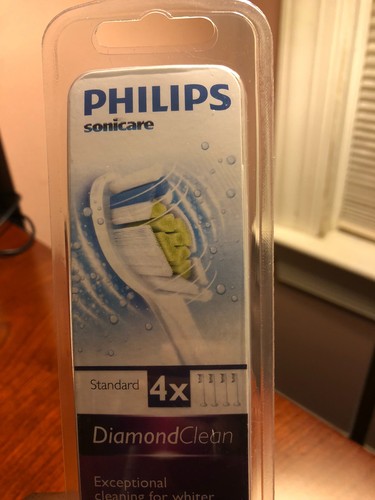 PHILIPS
sonicare
Standard 4x
DiamondClean
Exceptional
cleaning for whiter